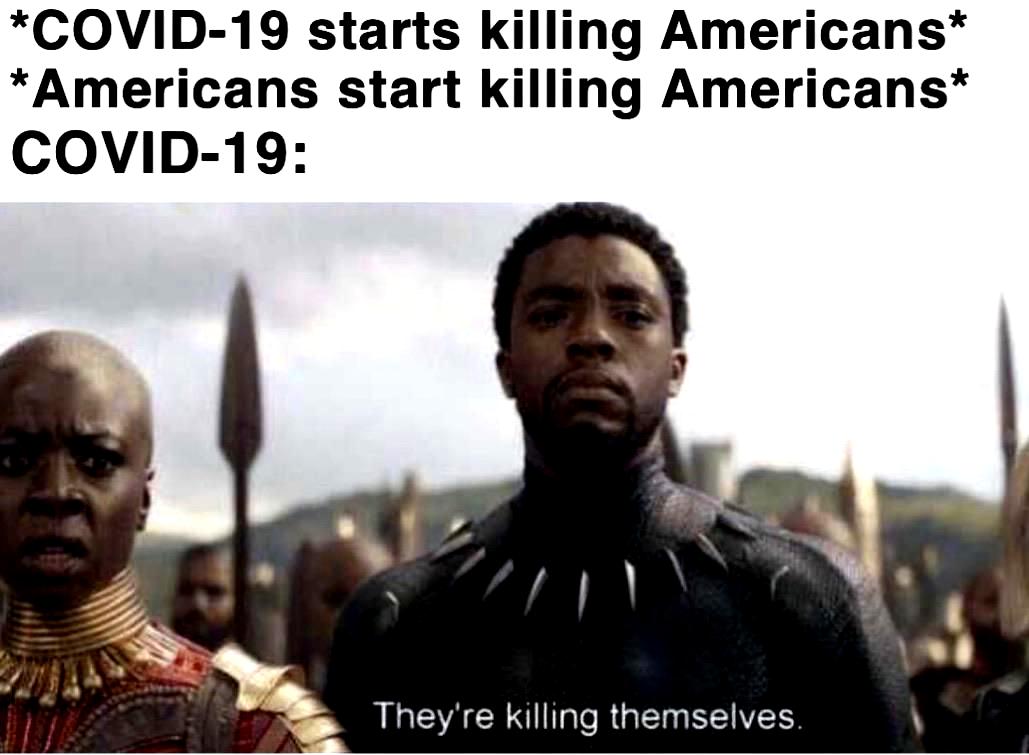 *COVID-19 starts killing Americans*
*Americans start killing Americans*
COVID-19:
They're killing themselves.